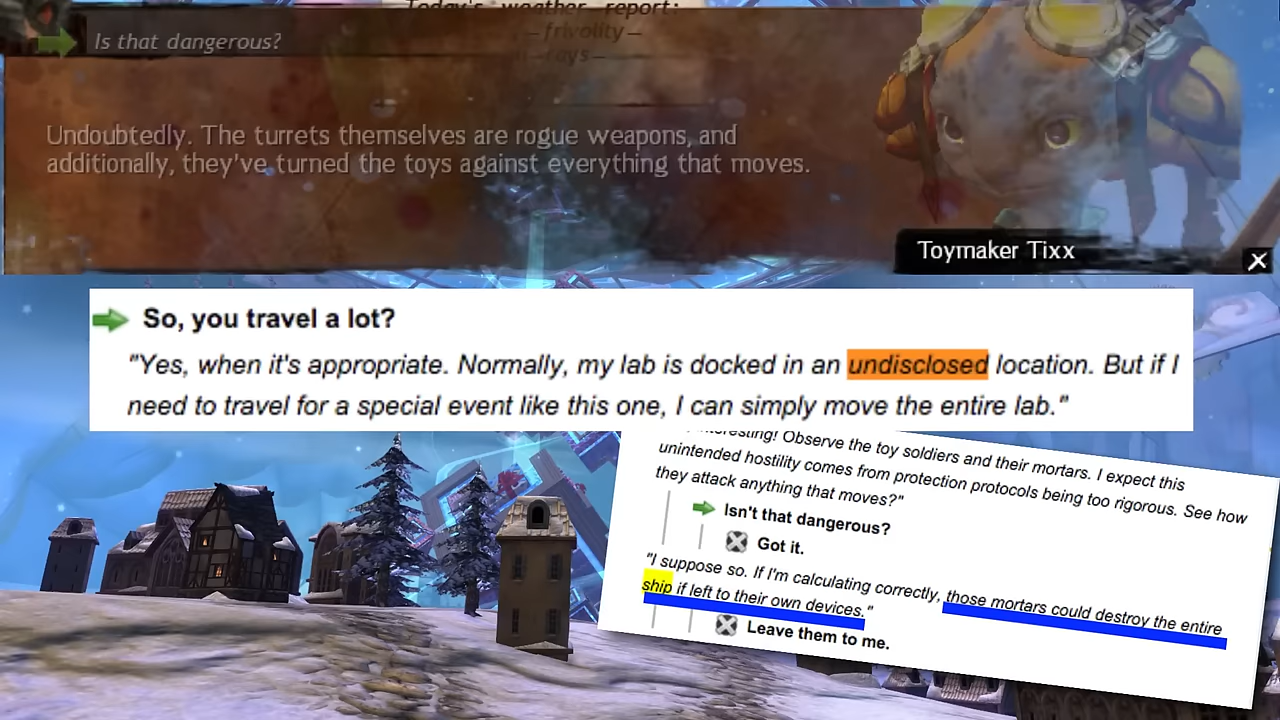 Today's weather report:
—frivolity—
rays—
Is that dangerous?
Undoubtedly. The turrets themselves are rogue weapons, and
additionally, they've turned the toys against everything that moves.
Toymaker Tixx
So, you travel a lot?
"Yes, when it's appropriate. Normally, my lab is docked in an undisclosed location. But if I
need to travel for a special event like this one, I can simply move the entire lab."
Observe the toy soldiers and their mortars. I expect this
unintended hostility comes from protection protocols being too rigorous. See how
they attack anything that moves?"
Isn't that dangerous?
Got it.
"I suppose so. If I'm calculating correctly, those mortars could destroy the entire
ship if left to their own devices."
Leave them to me.